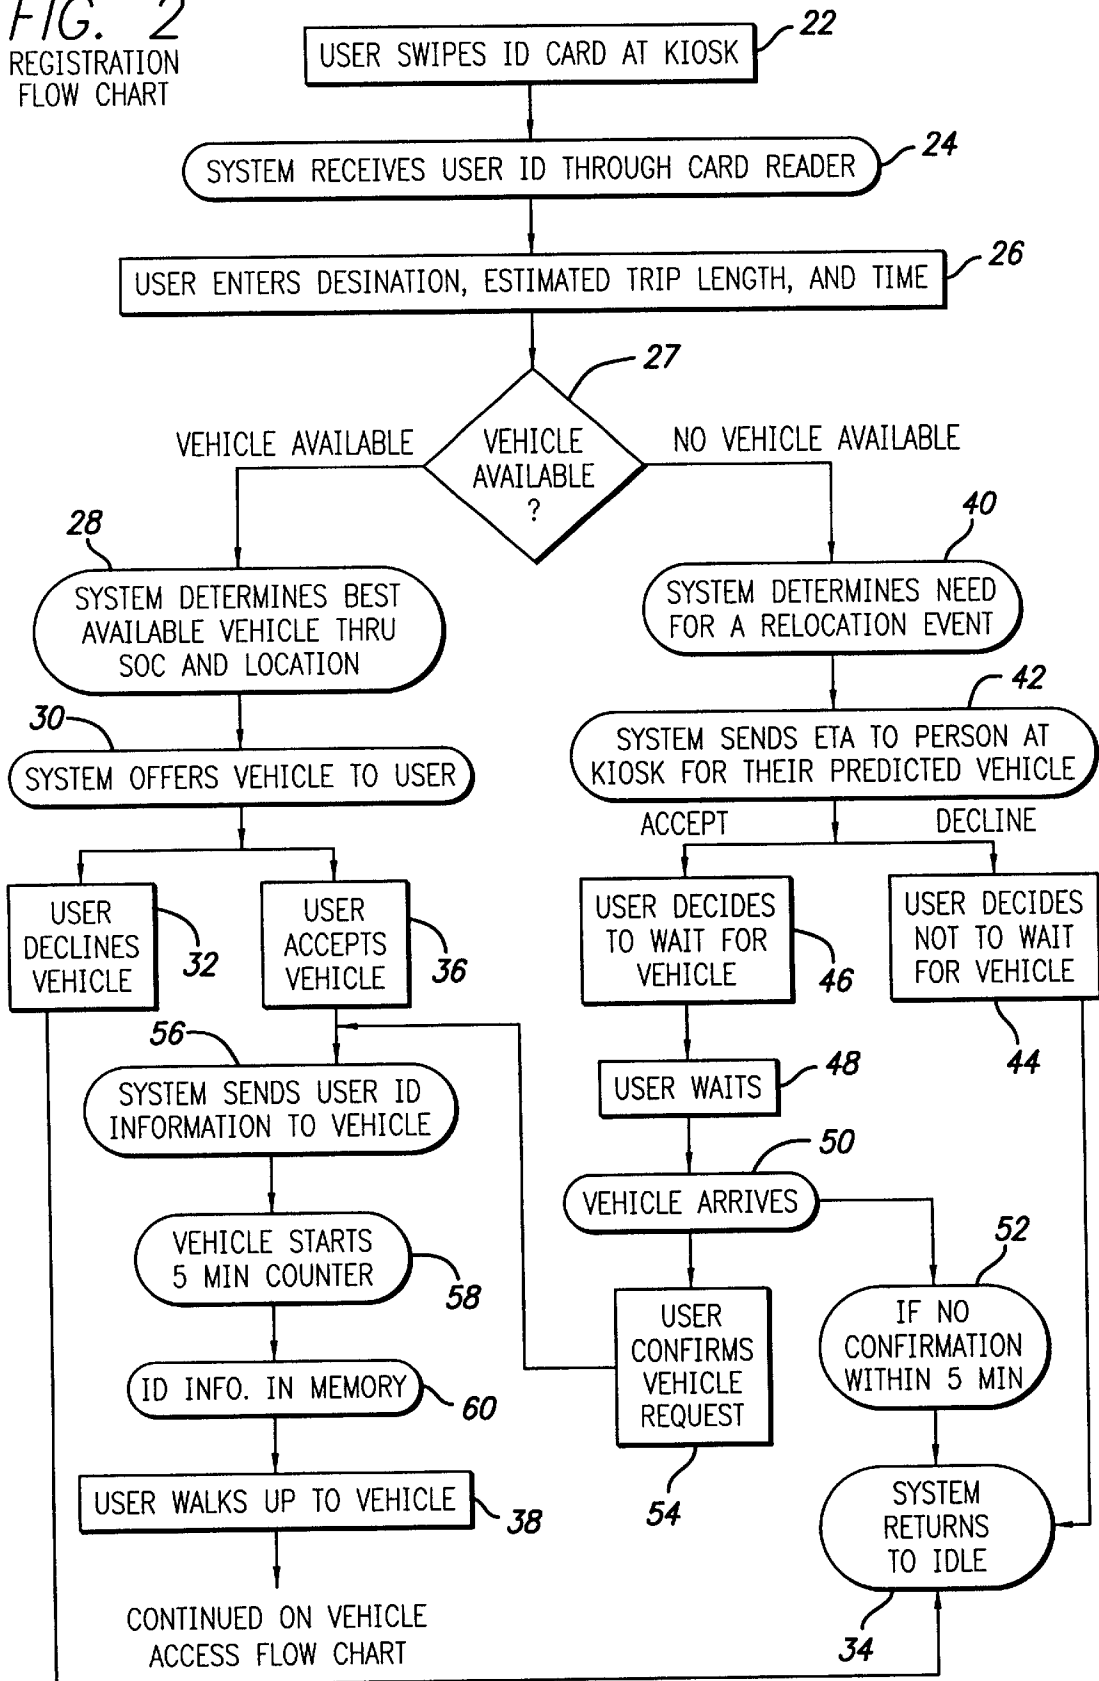 FIG. 2
REGISTRATION
FLOW CHART
USER SWIPES ID CARD AT KIOSK
22
SYSTEM RECEIVES USER ID THROUGH CARD READER
24
USER ENTERS DESINATION, ESTIMATED TRIP LENGTH, AND TIME
26
27
VEHICLE
AVAILABLE
?
VEHICLE AVAILABLE
NO VEHICLE AVAILABLE
28
SYSTEM DETERMINES BEST
AVAILABLE VEHICLE THRU
SOC AND LOCATION
40
SYSTEM DETERMINES NEED
FOR A RELOCATION EVENT
30
SYSTEM OFFERS VEHICLE TO USER
42
SYSTEM SENDS ETA TO PERSON AT
KIOSK FOR THEIR PREDICTED VEHICLE
ACCEPT
DECLINE
USER
DECLINES
VEHICLE
32
USER
ACCEPTS
VEHICLE
36
USER DECIDES
TO WAIT FOR
VEHICLE
46
USER DECIDES
NOT TO WAIT
FOR VEHICLE
44
56
SYSTEM SENDS USER ID
INFORMATION TO VEHICLE
USER WAITS
48
VEHICLE ARRIVES
50
VEHICLE STARTS
5 MIN COUNTER
58
52
IF NO
CONFIRMATION
WITHIN 5 MIN
USER
CONFIRMS
VEHICLE
REQUEST
54
ID INFO. IN MEMORY
60
USER WALKS UP TO VEHICLE
38
SYSTEM
RETURNS
TO IDLE
34
CONTINUED ON VEHICLE
ACCESS FLOW CHART